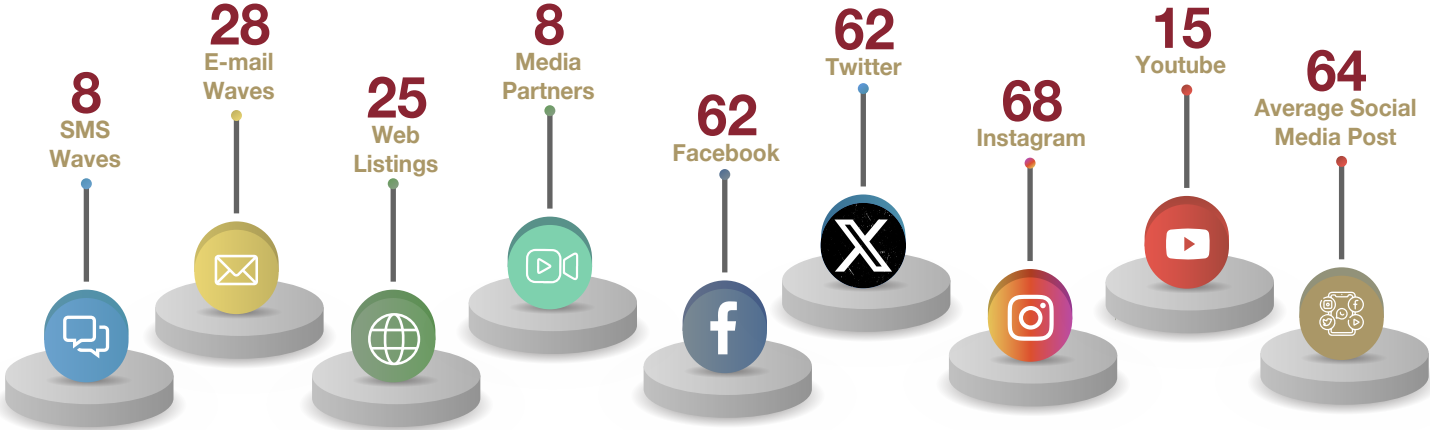 8
SMS
Waves
28
E-mail
Waves
25
Web
Listings
8
Media
Partners
62
Facebook
62
Twitter
68
Instagram
15
Youtube
64
Average Social
Media Post